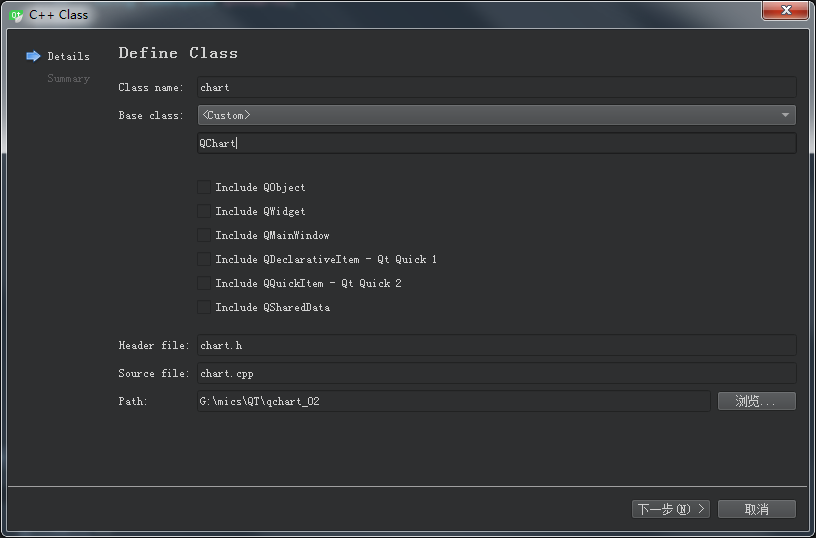 Qt C++ Class
Details
Summary
Define Class
Class name: chart
Base class: <Custom>
QChart
Include QObject
Include QWidget
Include QMainWindow
Include QDeclarativeItem - Qt Quick 1
Include QQuickItem - Qt Quick 2
Include QSharedData
Header file: chart.h
Source file: chart.cpp
Path: G:\mics\QT\qchart_02 浏览...
下一步(N) > 取消